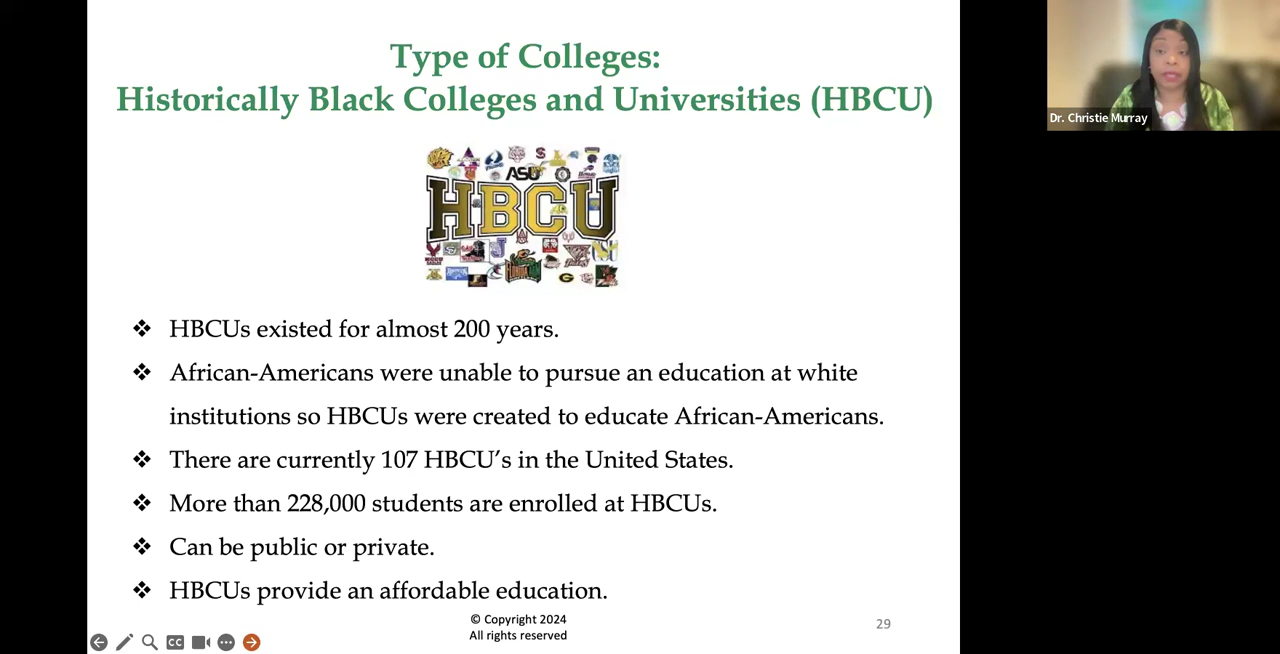 Type of Colleges:
Historically Black Colleges and Universities (HBCU)
ASU
HBCU
❖ HBCUs existed for almost 200 years.
❖ African-Americans were unable to pursue an education at white
institutions so HBCUs were created to educate African-Americans.
❖ There are currently 107 HBCU’s in the United States.
❖ More than 228,000 students are enrolled at HBCUs.
❖ Can be public or private.
❖ HBCUs provide an affordable education.
© Copyright 2024
All rights reserved
29
CC
Dr. Christie Murray